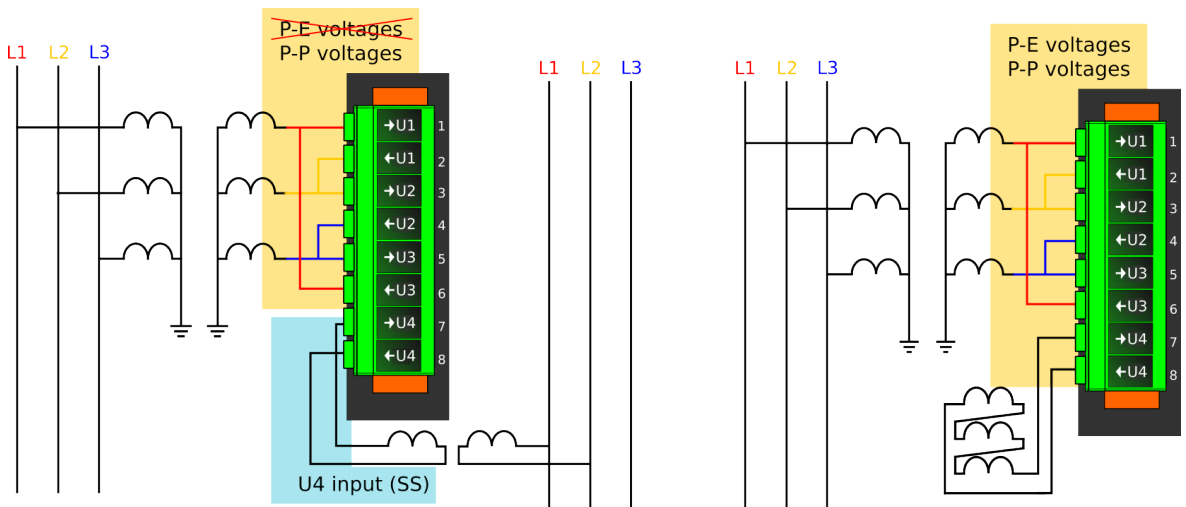 P-E voltages
P-P voltages
L1 L2 L3
→U1 1
←U1 2
→U2 3
←U2 4
→U3 5
←U3 6
→U4 7
←U4 8
U4 input (SS)
L1 L2 L3
L1 L2 L3
P-E voltages
P-P voltages
→U1 1
←U1 2
→U2 3
←U2 4
→U3 5
←U3 6
→U4 7
←U4 8